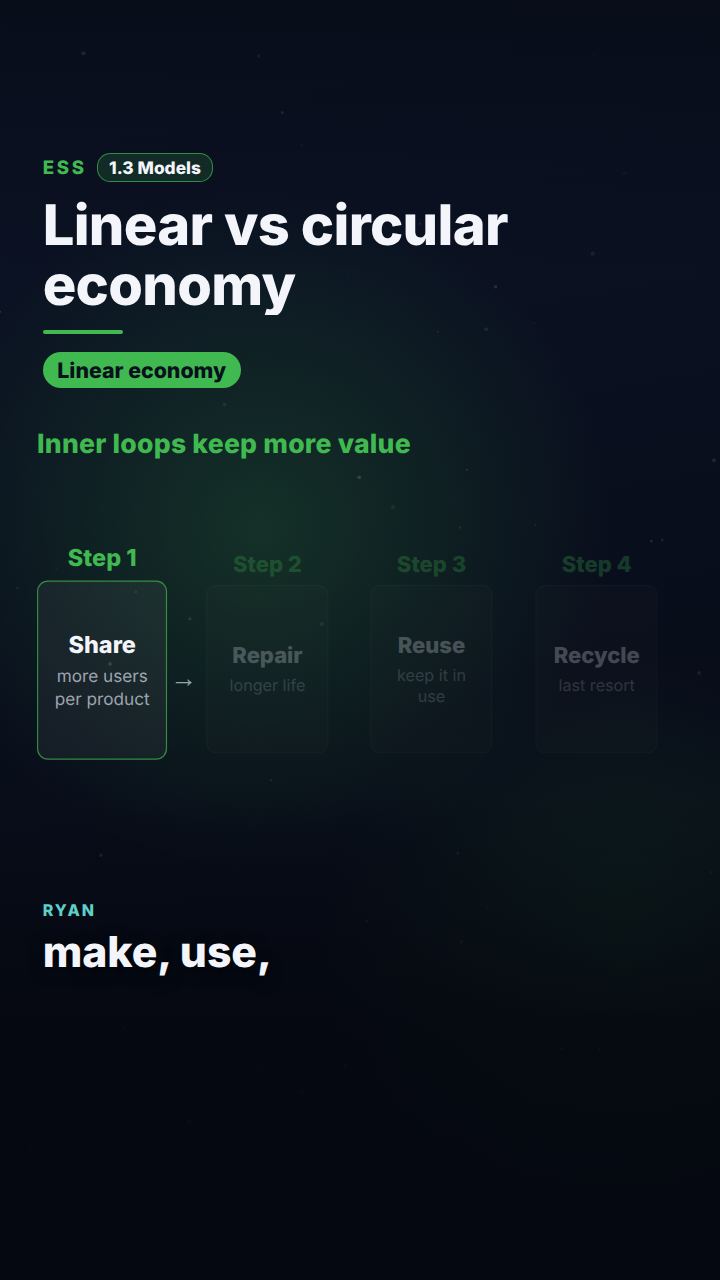 ESS 1.3 Models
Linear vs circular
economy
Linear economy
Inner loops keep more value
Step 1 Step 2 Step 3 Step 4
Share
more users
per product
→
Repair
longer life
Reuse
keep it in
use
Recycle
last resort
RYAN
make, use,